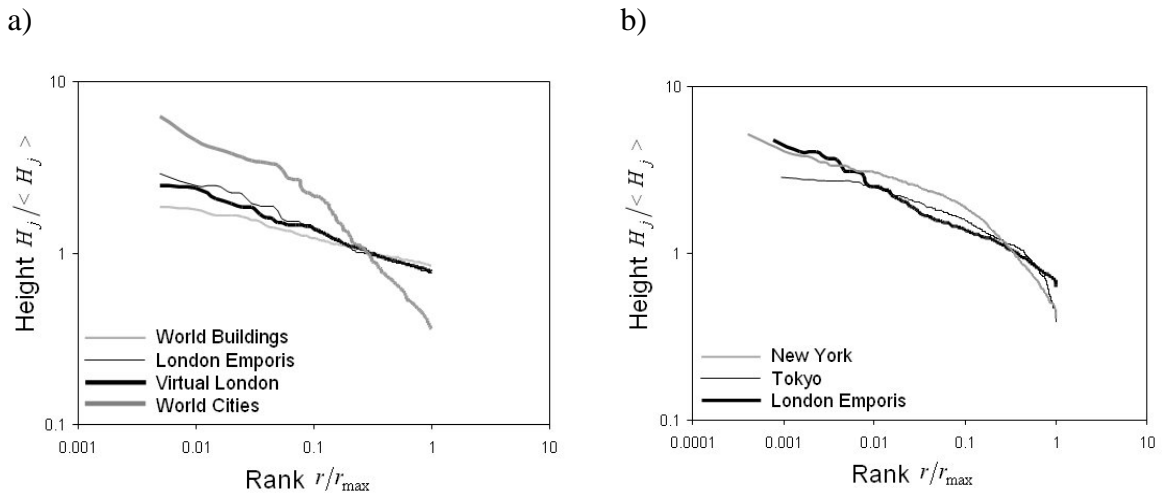 a)
10
1
0.1
Height H_j/<H_j>
World Buildings
London Emporis
Virtual London
World Cities
0.001 0.01 0.1 1
Rank r/r_max
b)
10
1
0.1
Height H_j/<H_j>
New York
Tokyo
London Emporis
0.0001 0.001 0.01 0.1 1 10
Rank r/r_max